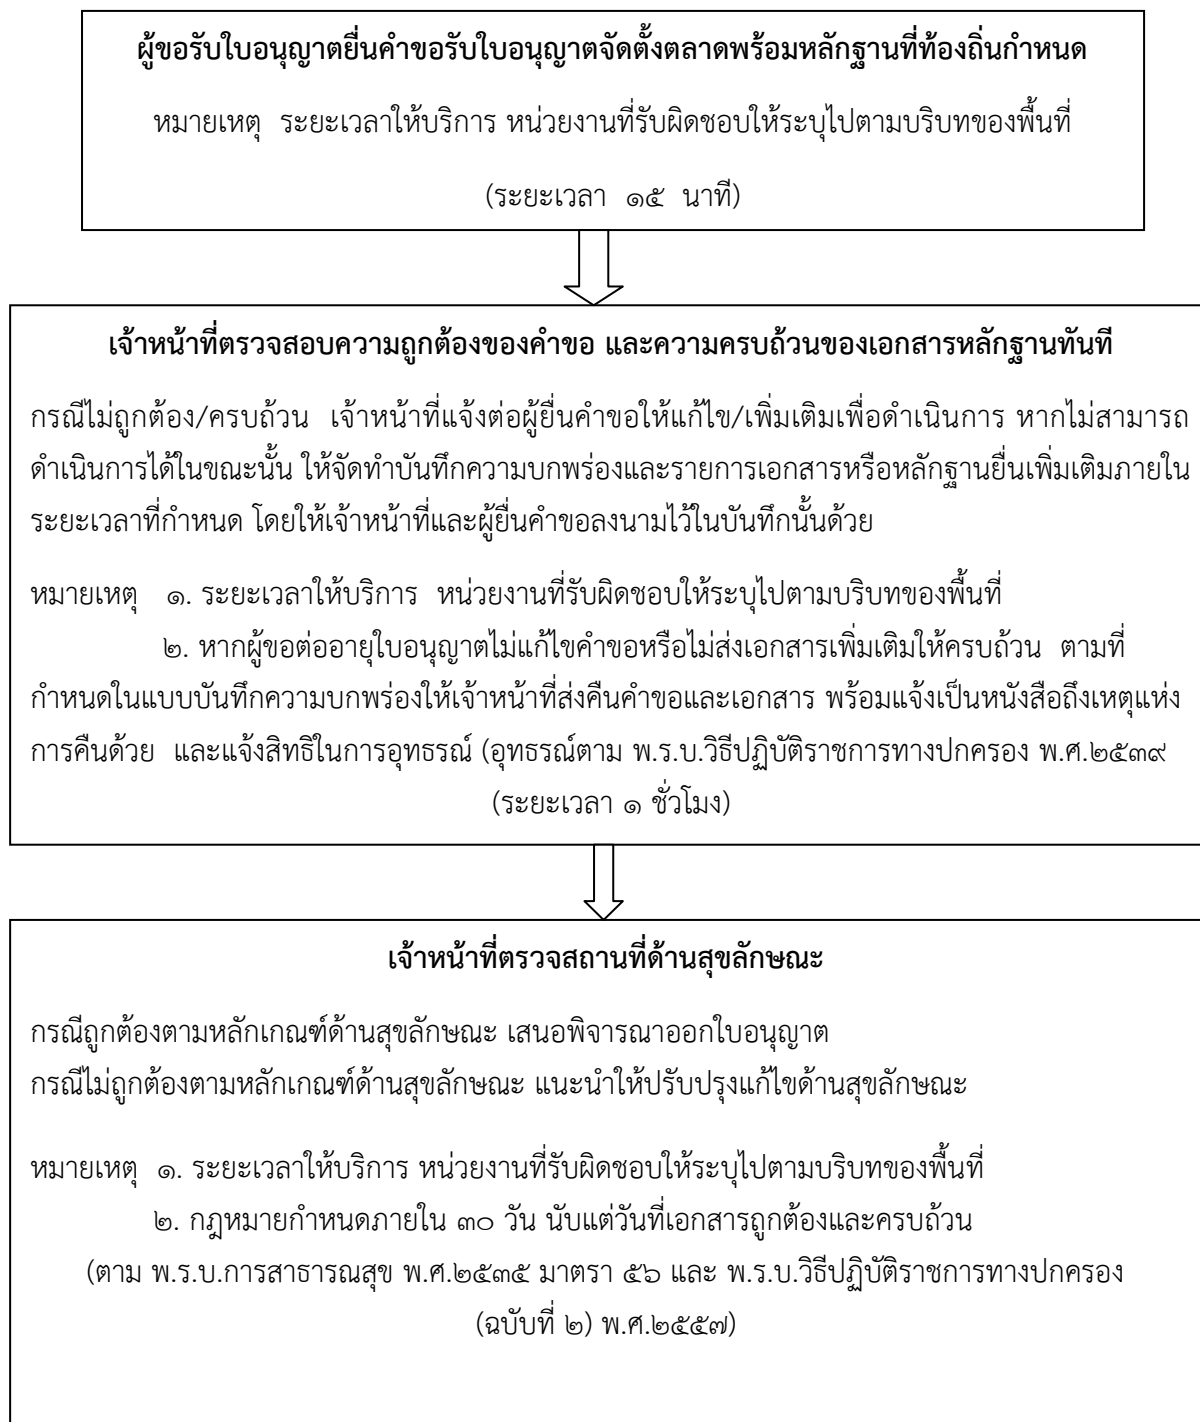 ผู้ขอรับใบอนุญาตยื่นคำขอรับใบอนุญาตจัดตั้งตลาดพร้อมหลักฐานที่ท้องถิ่นกำหนด
หมายเหตุ ระยะเวลาให้บริการ หน่วยงานที่รับผิดชอบให้ระบุไปตามบริบทของพื้นที่
(ระยะเวลา ๑๕ นาที)
เจ้าหน้าที่ตรวจสอบความถูกต้องของคำขอ และความครบถ้วนของเอกสารหลักฐานทันที
กรณีไม่ถูกต้อง/ครบถ้วน เจ้าหน้าที่แจ้งต่อผู้ยื่นคำขอให้แก้ไข/เพิ่มเติมเพื่อดำเนินการ หากไม่สามารถ
ดำเนินการได้ในขณะนั้น ให้จัดทำบันทึกความบกพร่องและรายการเอกสารหรือหลักฐานยื่นเพิ่มเติมภายใน
ระยะเวลาที่กำหนด โดยให้เจ้าหน้าที่และผู้ยื่นคำขอลงนามไว้ในบันทึกนั้นด้วย
หมายเหตุ ๑. ระยะเวลาให้บริการ หน่วยงานที่รับผิดชอบให้ระบุไปตามบริบทของพื้นที่
๒. หากผู้ขอต่ออายุใบอนุญาตไม่แก้ไขคำขอหรือไม่ส่งเอกสารเพิ่มเติมให้ครบถ้วน ตามที่
กำหนดในแบบบันทึกความบกพร่องให้เจ้าหน้าที่ส่งคืนคำขอและเอกสาร พร้อมแจ้งเป็นหนังสือถึงเหตุแห่ง
การคืนด้วย และแจ้งสิทธิในการอุทธรณ์ (อุทธรณ์ตาม พ.ร.บ.วิธีปฏิบัติราชการทางปกครอง พ.ศ.๒๕๓๙
(ระยะเวลา ๑ ชั่วโมง)
เจ้าหน้าที่ตรวจสถานที่ด้านสุขลักษณะ
กรณีถูกต้องตามหลักเกณฑ์ด้านสุขลักษณะ เสนอพิจารณาออกใบอนุญาต
กรณีไม่ถูกต้องตามหลักเกณฑ์ด้านสุขลักษณะ แนะนำให้ปรับปรุงแก้ไขด้านสุขลักษณะ
หมายเหตุ ๑. ระยะเวลาให้บริการ หน่วยงานที่รับผิดชอบให้ระบุไปตามบริบทของพื้นที่
๒. กฎหมายกำหนดภายใน ๓๐ วัน นับแต่วันที่เอกสารถูกต้องและครบถ้วน
(ตาม พ.ร.บ.การสาธารณสุข พ.ศ.๒๕๓๕ มาตรา ๕๖ และ พ.ร.บ.วิธีปฏิบัติราชการทางปกครอง
(ฉบับที่ ๒) พ.ศ.๒๕๕๗)